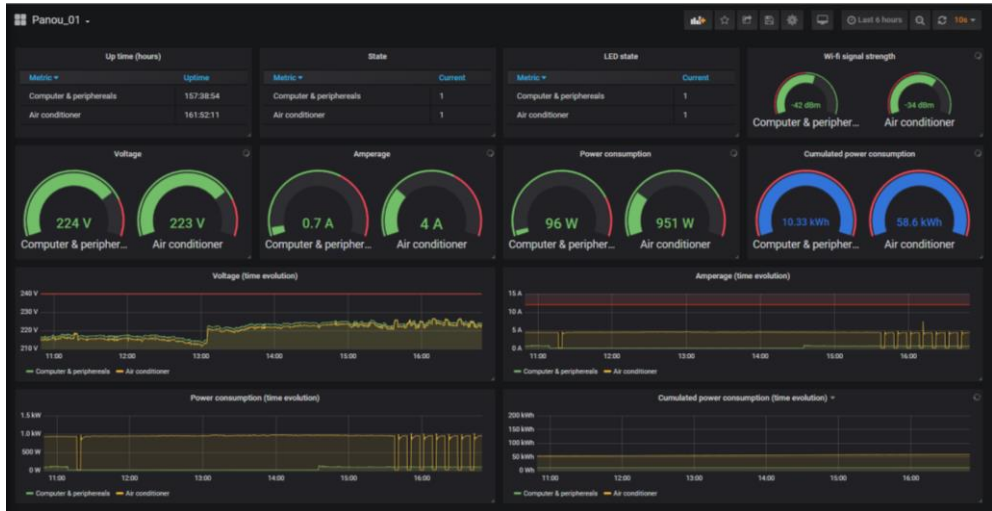 Panou_01
Last 6 hours
10s
Up time (hours)
Metric Uptime
Computer & periphereals 157:38:54
Air conditioner 161:52:11
State
Metric Current
Computer & periphereals 1
Air conditioner 1
LED state
Metric Current
Computer & periphereals 1
Air conditioner 1
Wi-fi signal strength
-42 dBm -34 dBm
Computer & peripher... Air conditioner
Voltage
224 V 223 V
Computer & peripher... Air conditioner
Amperage
0.7 A 4 A
Computer & peripher... Air conditioner
Power consumption
96 W 951 W
Computer & peripher... Air conditioner
Cumulated power consumption
10.33 kWh 58.6 kWh
Computer & peripher... Air conditioner
Voltage (time evolution)
240 V
230 V
220 V
210 V
11:00 12:00 13:00 14:00 15:00 16:00
Computer & periphereals Air conditioner
Amperage (time evolution)
15 A
10 A
5 A
0 A
11:00 12:00 13:00 14:00 15:00 16:00
Computer & periphereals Air conditioner
Power consumption (time evolution)
1.5 kW
1.0 kW
500 W
0 W
11:00 12:00 13:00 14:00 15:00 16:00
Computer & periphereals Air conditioner
Cumulated power consumption (time evolution)
200 kWh
150 kWh
100 kWh
50 kWh
0 Wh
11:00 12:00 13:00 14:00 15:00 16:00
Computer & periphereals Air conditioner